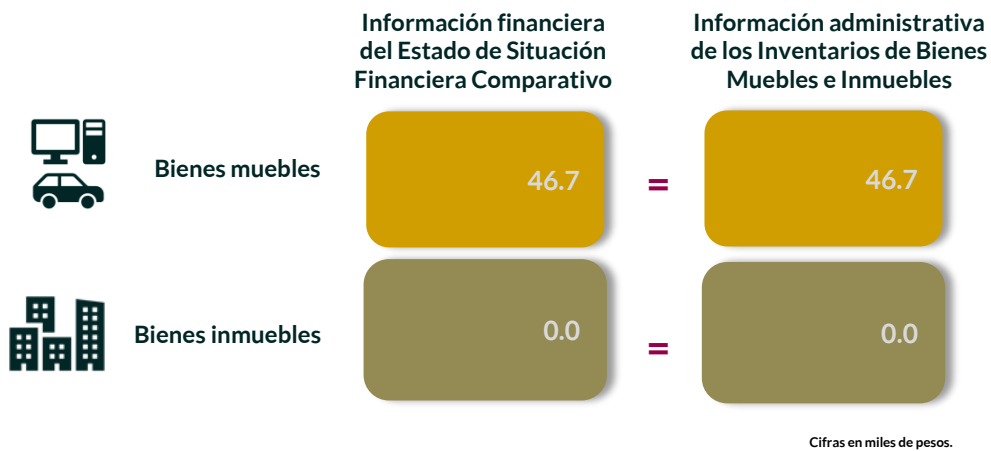 Información financiera
del Estado de Situación
Financiera Comparativo
Información administrativa
de los Inventarios de Bienes
Muebles e Inmuebles
Bienes muebles
46.7
=
46.7
Bienes inmuebles
0.0
=
0.0
Cifras en miles de pesos.